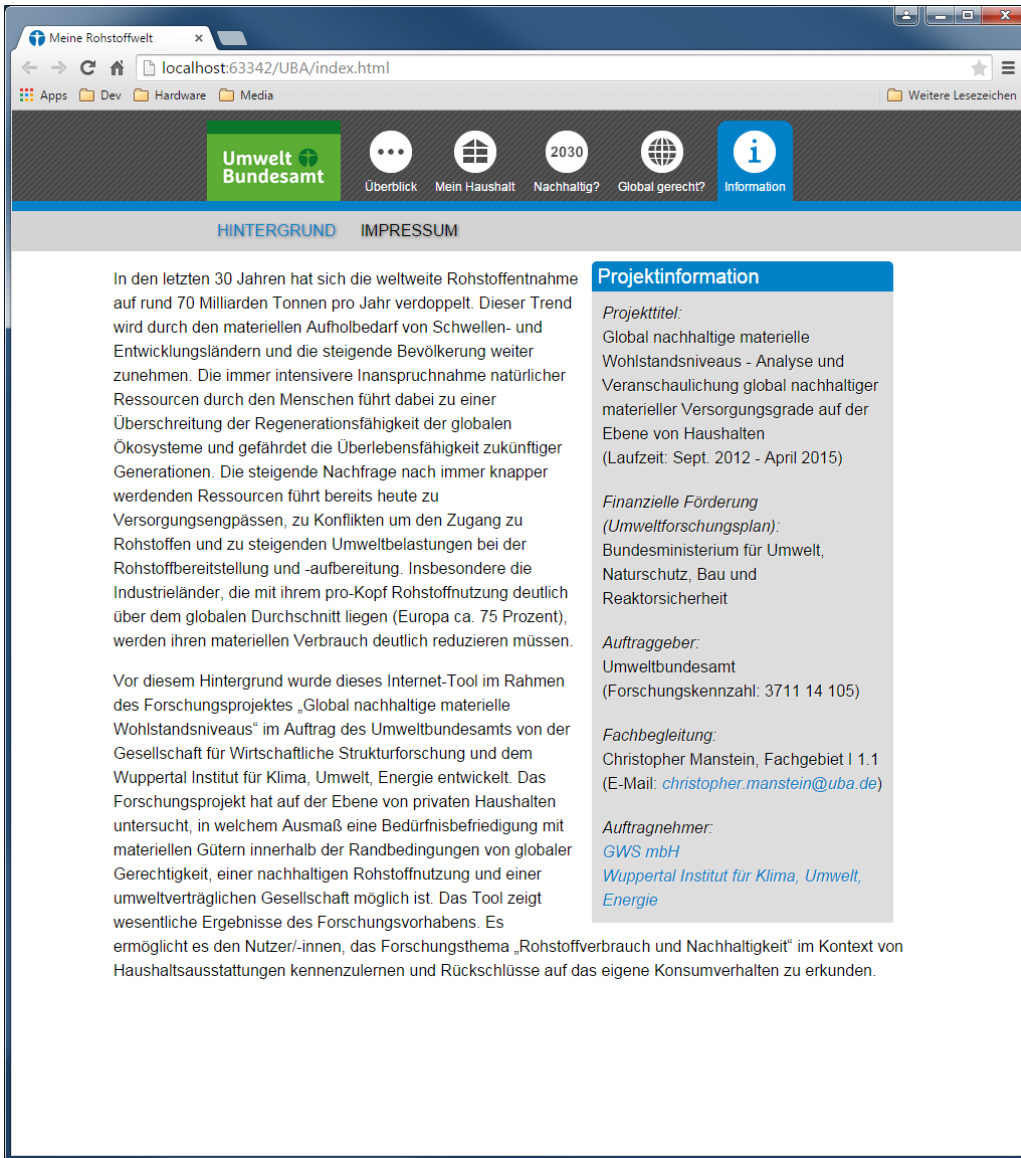 Meine Rohstoffwelt
localhost:63342/UBA/index.html
Apps Dev Hardware Media Weitere Lesezeichen
Umwelt
Bundesamt
Überblick
Mein Haushalt
2030
Nachhaltig?
Global gerecht?
i
Information
HINTERGRUND IMPRESSUM
In den letzten 30 Jahren hat sich die weltweite Rohstoffentnahme
auf rund 70 Milliarden Tonnen pro Jahr verdoppelt. Dieser Trend
wird durch den materiellen Aufholbedarf von Schwellen- und
Entwicklungsländern und die steigende Bevölkerung weiter
zunehmen. Die immer intensivere Inanspruchnahme natürlicher
Ressourcen durch den Menschen führt dabei zu einer
Überschreitung der Regenerationsfähigkeit der globalen
Ökosysteme und gefährdet die Überlebensfähigkeit zukünftiger
Generationen. Die steigende Nachfrage nach immer knapper
werdenden Ressourcen führt bereits heute zu
Versorgungsengpässen, zu Konflikten um den Zugang zu
Rohstoffen und zu steigenden Umweltbelastungen bei der
Rohstoffbereitstellung und -aufbereitung. Insbesondere die
Industrieländer, die mit ihrem pro-Kopf Rohstoffnutzung deutlich
über dem globalen Durchschnitt liegen (Europa ca. 75 Prozent),
werden ihren materiellen Verbrauch deutlich reduzieren müssen.
Vor diesem Hintergrund wurde dieses Internet-Tool im Rahmen
des Forschungsprojektes „Global nachhaltige materielle
Wohlstandsniveaus“ im Auftrag des Umweltbundesamts von der
Gesellschaft für Wirtschaftliche Strukturforschung und dem
Wuppertal Institut für Klima, Umwelt, Energie entwickelt. Das
Forschungsprojekt hat auf der Ebene von privaten Haushalten
untersucht, in welchem Ausmaß eine Bedürfnisbefriedigung mit
materiellen Gütern innerhalb der Randbedingungen von globaler
Gerechtigkeit, einer nachhaltigen Rohstoffnutzung und einer
umweltverträglichen Gesellschaft möglich ist. Das Tool zeigt
wesentliche Ergebnisse des Forschungsvorhabens. Es
ermöglicht es den Nutzer/-innen, das Forschungsthema „Rohstoffverbrauch und Nachhaltigkeit“ im Kontext von
Haushaltsausstattungen kennenzulernen und Rückschlüsse auf das eigene Konsumverhalten zu erkunden.
Projektinformation
Projekttitel:
Global nachhaltige materielle
Wohlstandsniveaus - Analyse und
Veranschaulichung global nachhaltiger
materieller Versorgungsgrade auf der
Ebene von Haushalten
(Laufzeit: Sept. 2012 - April 2015)
Finanzielle Förderung
(Umweltforschungsplan):
Bundesministerium für Umwelt,
Naturschutz, Bau und
Reaktorsicherheit
Auftraggeber:
Umweltbundesamt
(Forschungskennzahl: 3711 14 105)
Fachbegleitung:
Christopher Manstein, Fachgebiet I 1.1
(E-Mail: christopher.manstein@uba.de)
Auftragnehmer:
GWS mbH
Wuppertal Institut für Klima, Umwelt,
Energie